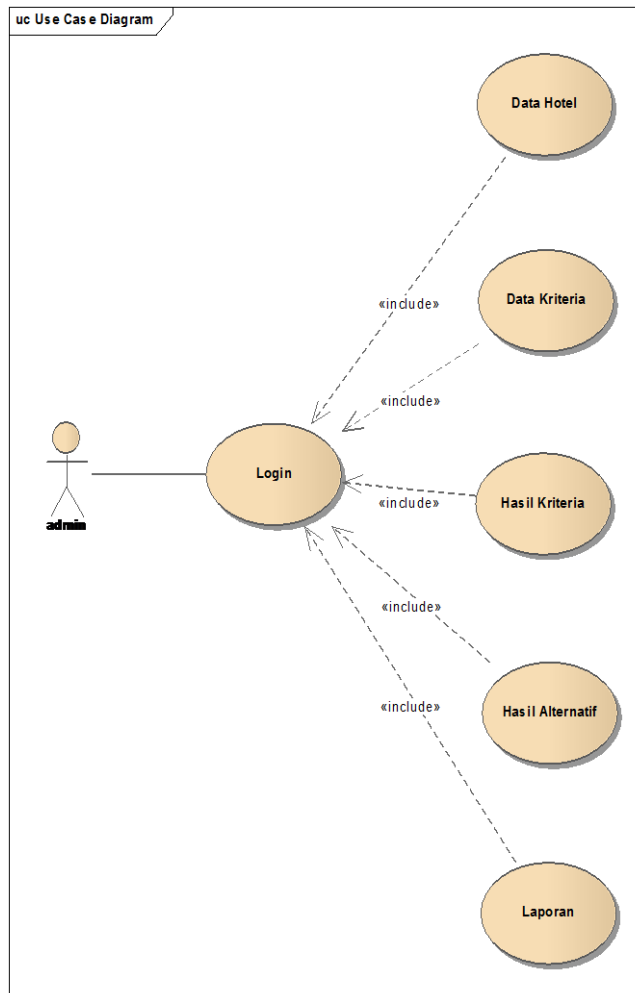 uc Use Case Diagram
Data Hotel
«include»
Data Kriteria
«include»
Login
«include»
Hasil Kriteria
admin
«include»
Hasil Alternatif
«include»
Laporan